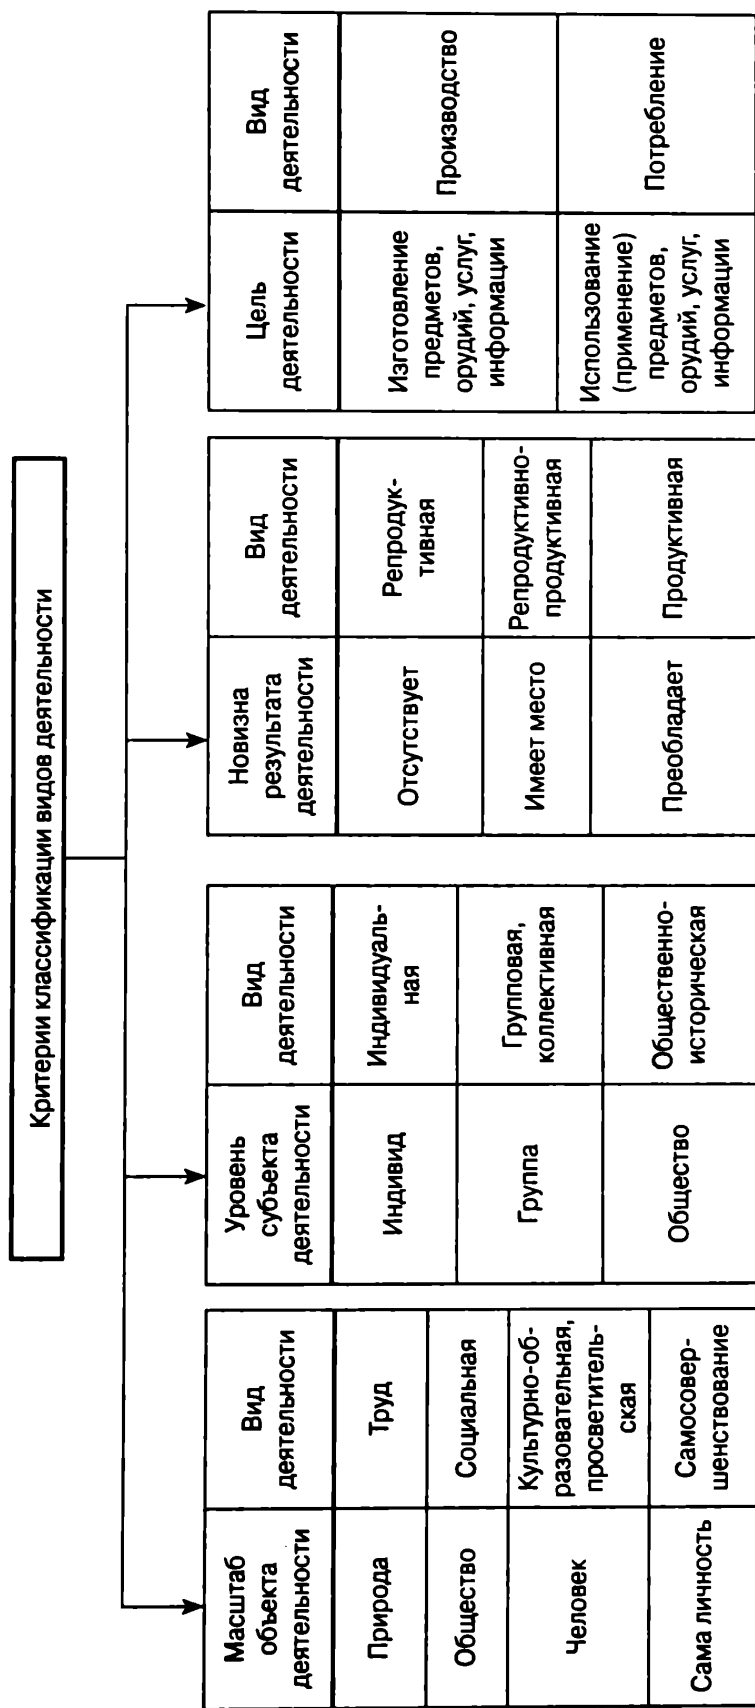 Критерии классификации видов деятельности
Масштаб
объекта
деятельности
Вид
деятельности
Природа
Труд
Общество
Социальная
Человек
Культурно-об-
разовательная,
просветитель-
ская
Сама личность
Самосовер-
шенствование
Уровень
субъекта
деятельности
Вид
деятельности
Индивид
Индивидуаль-
ная
Группа
Групповая,
коллективная
Общество
Общественно-
историческая
Новизна
результата
деятельности
Вид
деятельности
Отсутствует
Репродук-
тивная
Имеет место
Репродуктивно-
продуктивная
Преобладает
Продуктивная
Цель
деятельности
Вид
деятельности
Изготовление
предметов,
орудий, услуг,
информации
Производство
Использование
(применение)
предметов,
орудий, услуг,
информации
Потребление